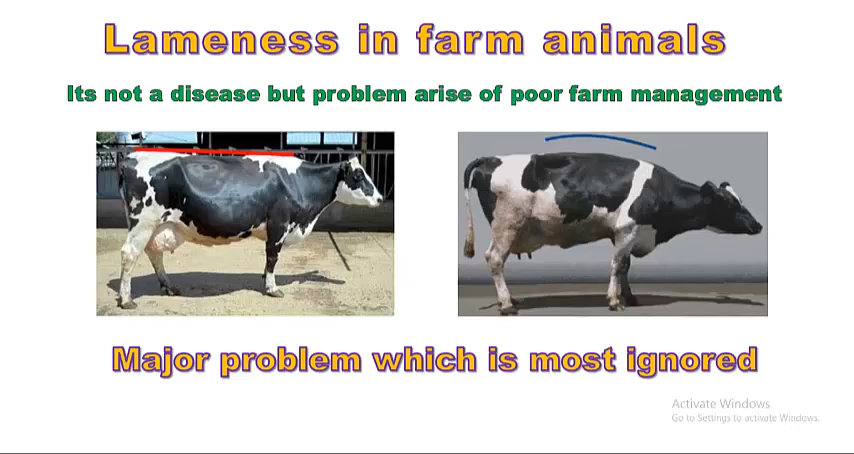 Lameness in farm animals
Its not a disease but problem arise of poor farm management
Major problem which is most ignored
Activate Windows
Go to Settings to activate Windows.